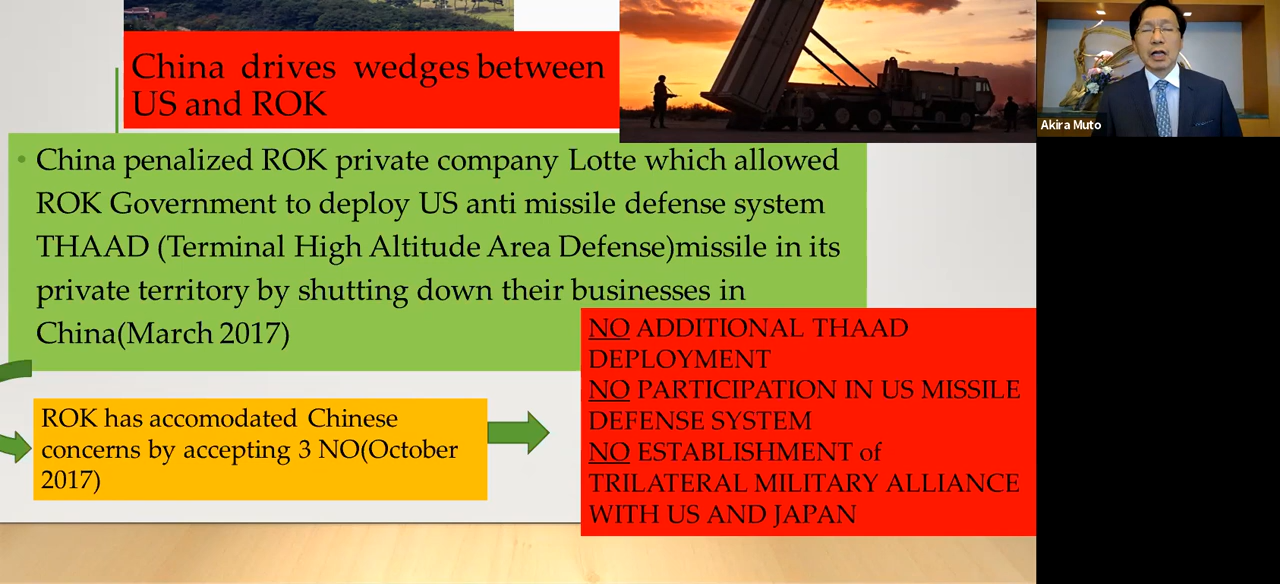 China drives wedges between
US and ROK
Akira Muto
• China penalized ROK private company Lotte which allowed
ROK Government to deploy US anti missile defense system
THAAD (Terminal High Altitude Area Defense)missile in its
private territory by shutting down their businesses in
China(March 2017)
NO ADDITIONAL THAAD
DEPLOYMENT
NO PARTICIPATION IN US MISSILE
DEFENSE SYSTEM
NO ESTABLISHMENT of
TRILATERAL MILITARY ALLIANCE
WITH US AND JAPAN
ROK has accomodated Chinese
concerns by accepting 3 NO(October
2017)